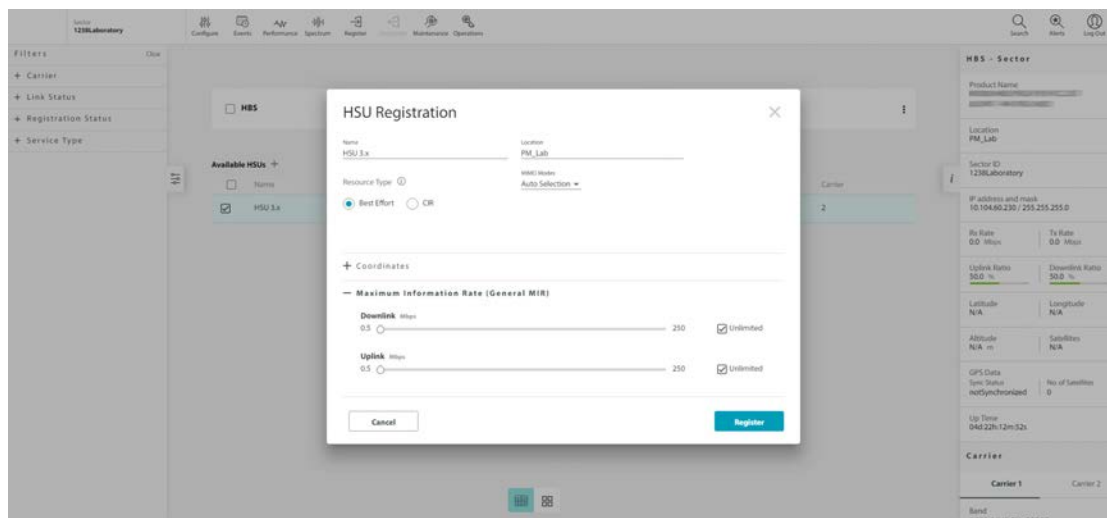 Sector
1238Laboratory
Configure
Events
Performance
Spectrum
Register
Maintenance
Operations
Search
Alerts
Log Out
Filters
Clear
+ Carrier
+ Link Status
+ Registration Status
+ Service Type
HBS
Available HSUs +
Name
Carrier
HSU 3.x
2
HSU Registration
Name
HSU 3.x
Location
PM_Lab
Resource Type
MIMO Modes
Auto Selection
Best Effort
CIR
+ Coordinates
— Maximum Information Rate (General MIR)
Downlink Mbps
0.5
250
Unlimited
Uplink Mbps
0.5
250
Unlimited
Cancel
Register
HBS - Sector
Product Name
Location
PM_Lab
Sector ID
1238Laboratory
IP address and mask
10.104.60.230 / 255.255.255.0
Rx Rate
0.0 Mbps
Tx Rate
0.0 Mbps
Uplink Ratio
50.0 %
Downlink Ratio
50.0 %
Latitude
N/A
Longitude
N/A
Altitude
N/A m
Satellites
N/A
GPS Data
Sync Status
notSynchronized
No. of Satellites
0
Up Time
04d:22h:12m:52s
Carrier
Carrier 1
Carrier 2
Band